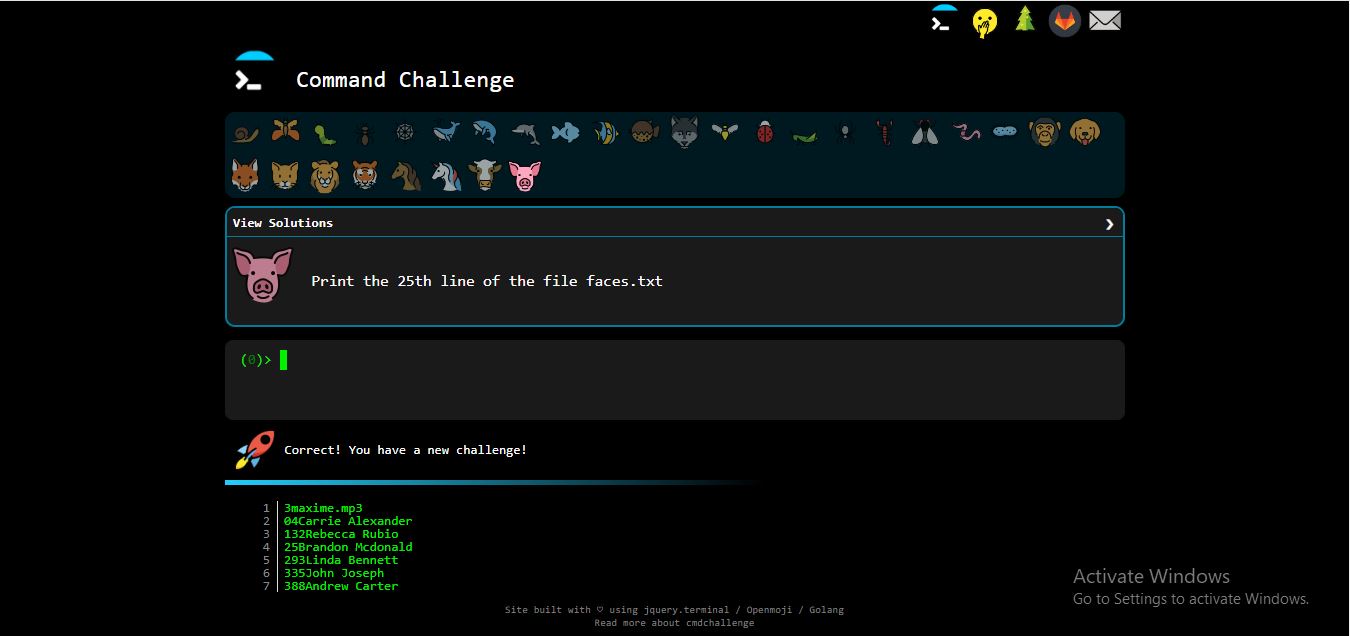 Command Challenge
View Solutions
Print the 25th line of the file faces.txt
(0)>
Correct! You have a new challenge!
1 3maxime.mp3
2 04Carrie Alexander
3 132Rebecca Rubio
4 25Brandon Mcdonald
5 293Linda Bennett
6 335John Joseph
7 388Andrew Carter
Activate Windows
Go to Settings to activate Windows.
Site built with ♡ using jquery.terminal / Openmoji / Golang
Read more about cmdchallenge